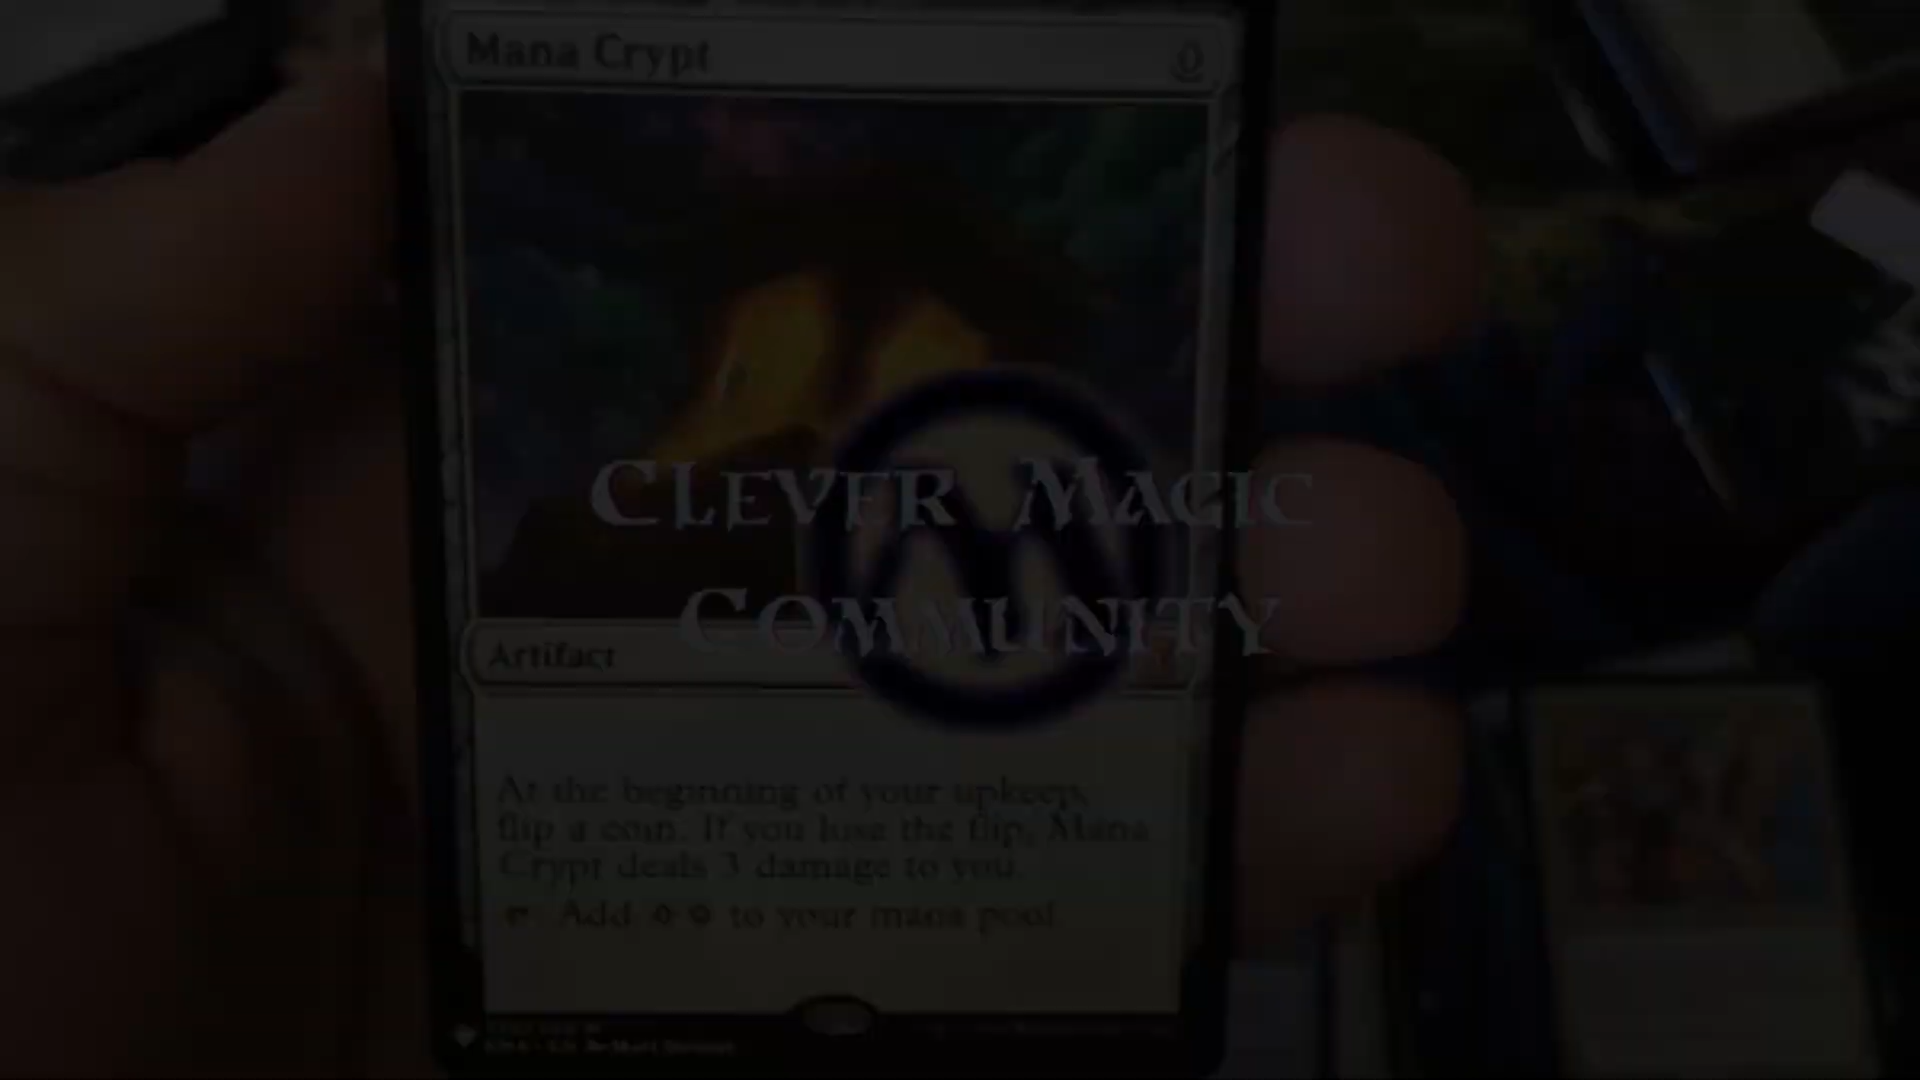 Mana Crypt 0
CLEVER MAGIC
COMMUNITY
Artifact
At the beginning of your upkeep,
flip a coin. If you lose the flip, Mana
Crypt deals 3 damage to you.
Add to your mana pool.